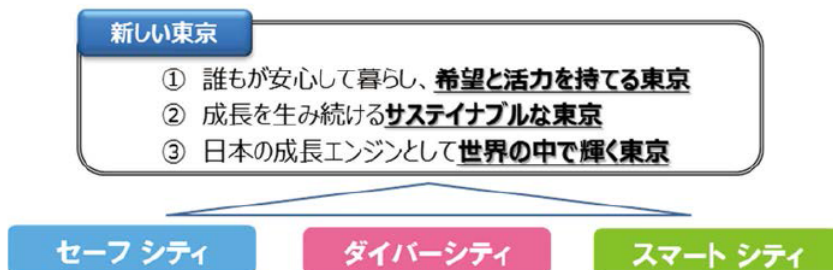 新しい東京
① 誰もが安心して暮らし、希望と活力を持てる東京
② 成長を生み続けるサステイナブルな東京
③ 日本の成長エンジンとして世界の中で輝く東京
セーフ シティ
ダイバーシティ
スマート シティ